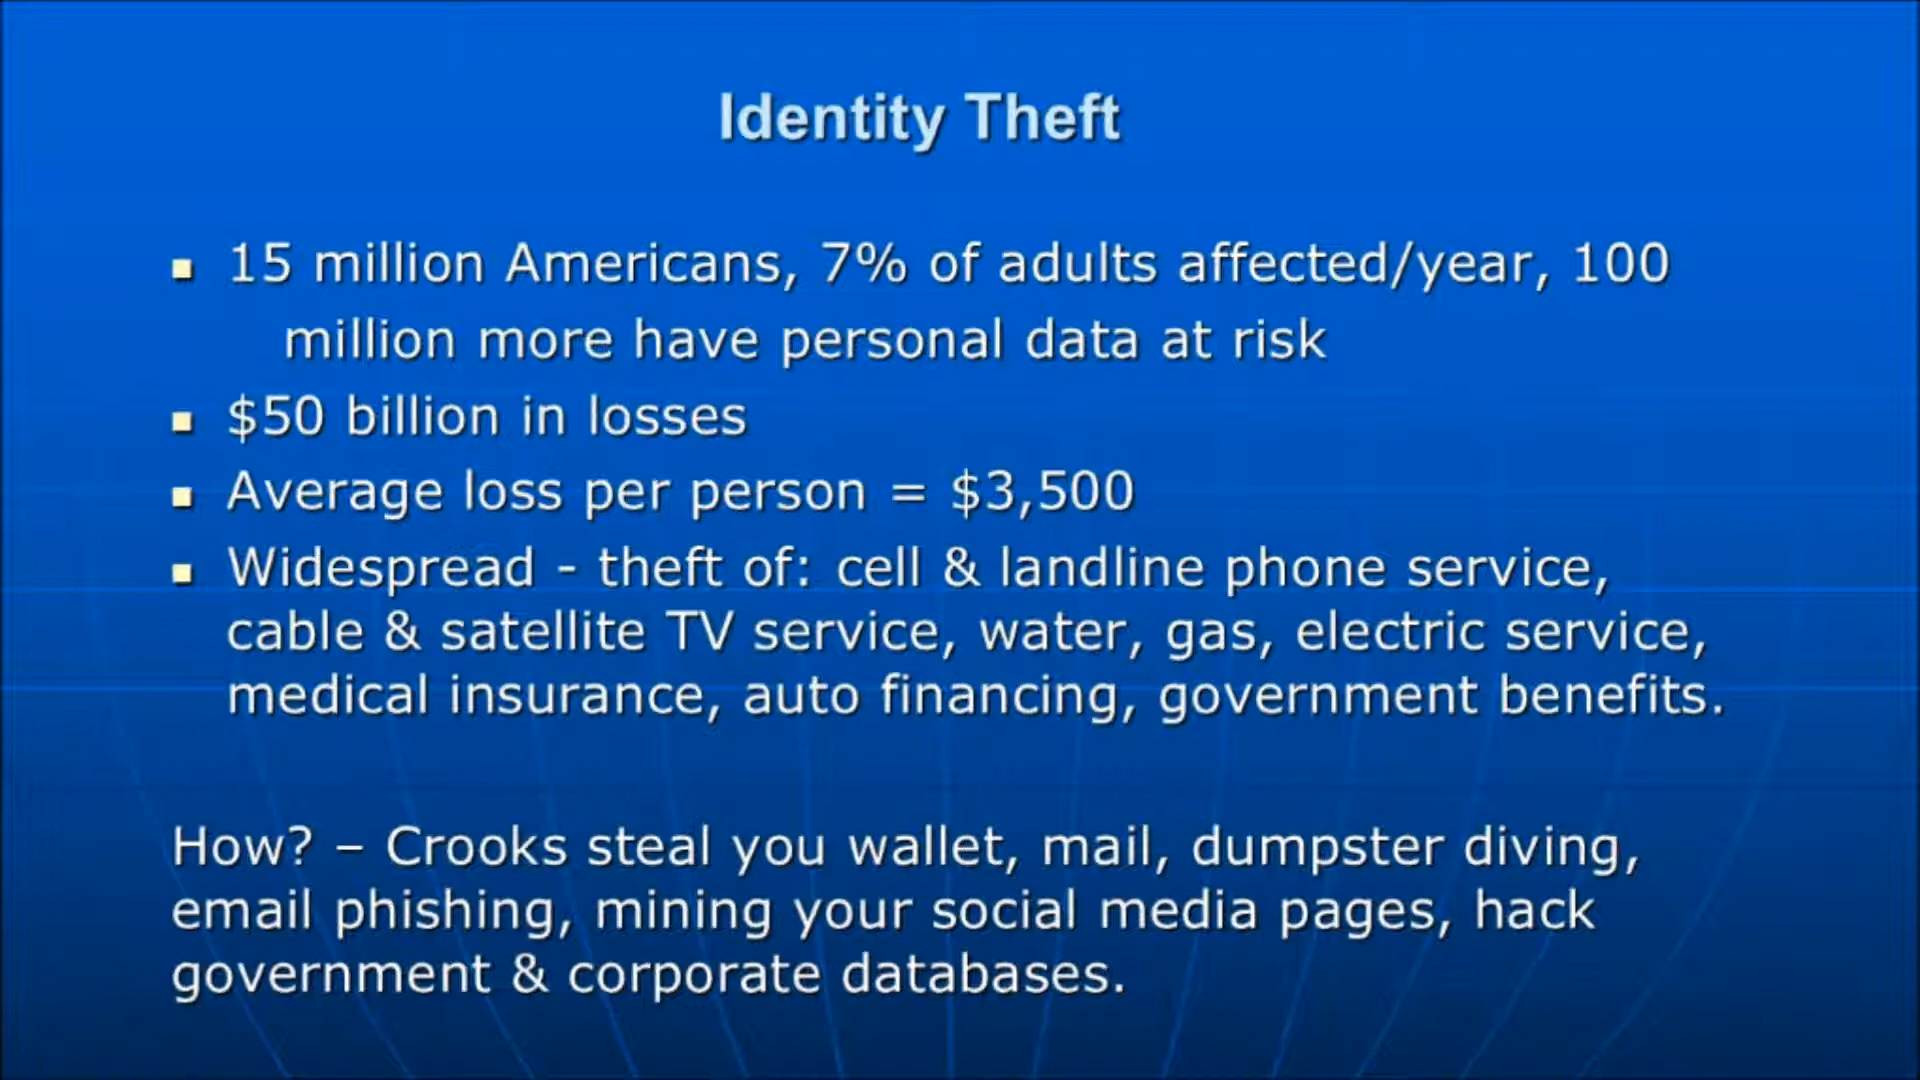 Identity Theft
▪ 15 million Americans, 7% of adults affected/year, 100
million more have personal data at risk
▪ $50 billion in losses
▪ Average loss per person = $3,500
▪ Widespread - theft of: cell & landline phone service,
cable & satellite TV service, water, gas, electric service,
medical insurance, auto financing, government benefits.
How? – Crooks steal you wallet, mail, dumpster diving,
email phishing, mining your social media pages, hack
government & corporate databases.